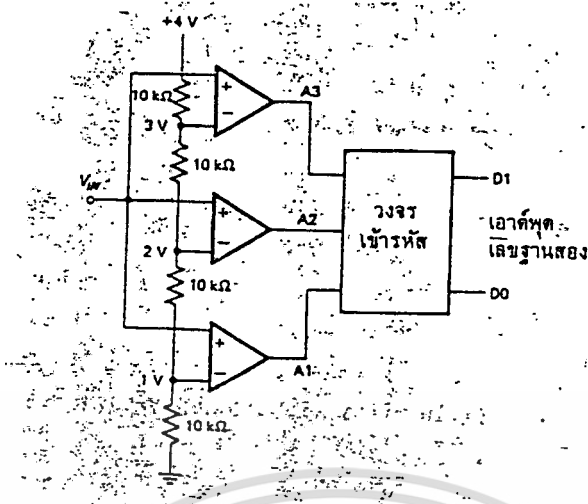 +4 V
10 kΩ
A3
3 V
10 kΩ
D1
V_IN
วงจร
เข้ารหัส
A2
เอาต์พุต
เลขฐานสอง
2 V
10 kΩ
D0
1 V
A1
10 kΩ
+
−
+
−
+
−